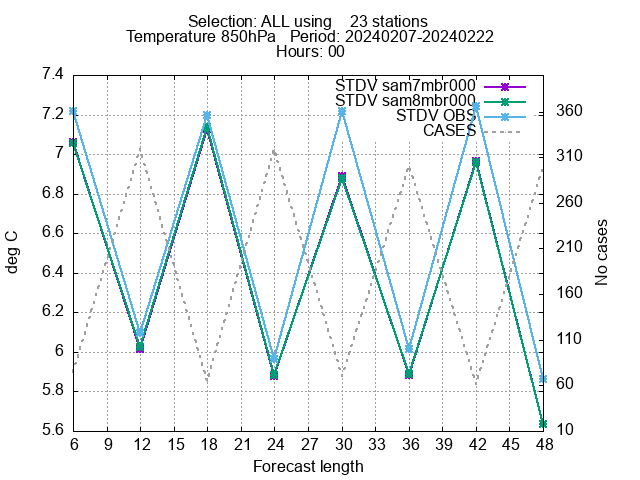 Selection: ALL using    23 stations
Temperature 850hPa   Period: 20240207-20240222
Hours: 00
STDV sam7mbr000
STDV sam8mbr000
STDV OBS
CASES
deg C
7.4
7.2
7
6.8
6.6
6.4
6.2
6
5.8
5.6
360
310
260
210
160
110
60
10
No cases
6 9 12 15 18 21 24 27 30 33 36 39 42 45 48
Forecast length